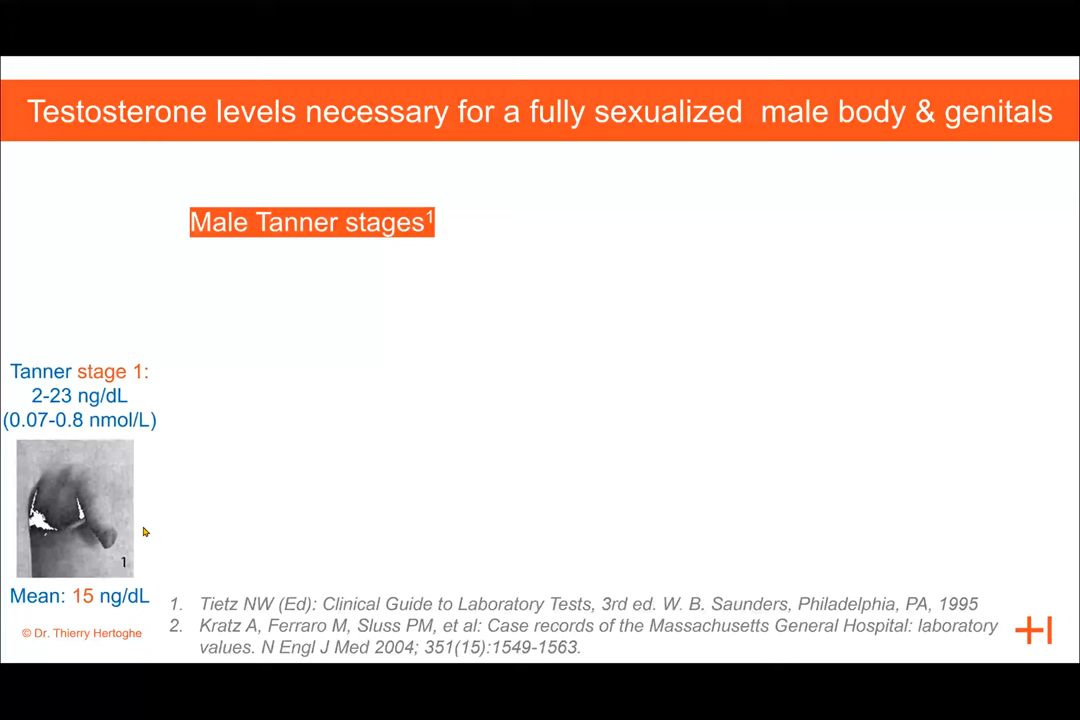 Testosterone levels necessary for a fully sexualized male body & genitals
Male Tanner stages1
Tanner stage 1:
2-23 ng/dL
(0.07-0.8 nmol/L)
1
Mean: 15 ng/dL
© Dr. Thierry Hertoghe
1. Tietz NW (Ed): Clinical Guide to Laboratory Tests, 3rd ed. W. B. Saunders, Philadelphia, PA, 1995
2. Kratz A, Ferraro M, Sluss PM, et al: Case records of the Massachusetts General Hospital: laboratory
values. N Engl J Med 2004; 351(15):1549-1563.